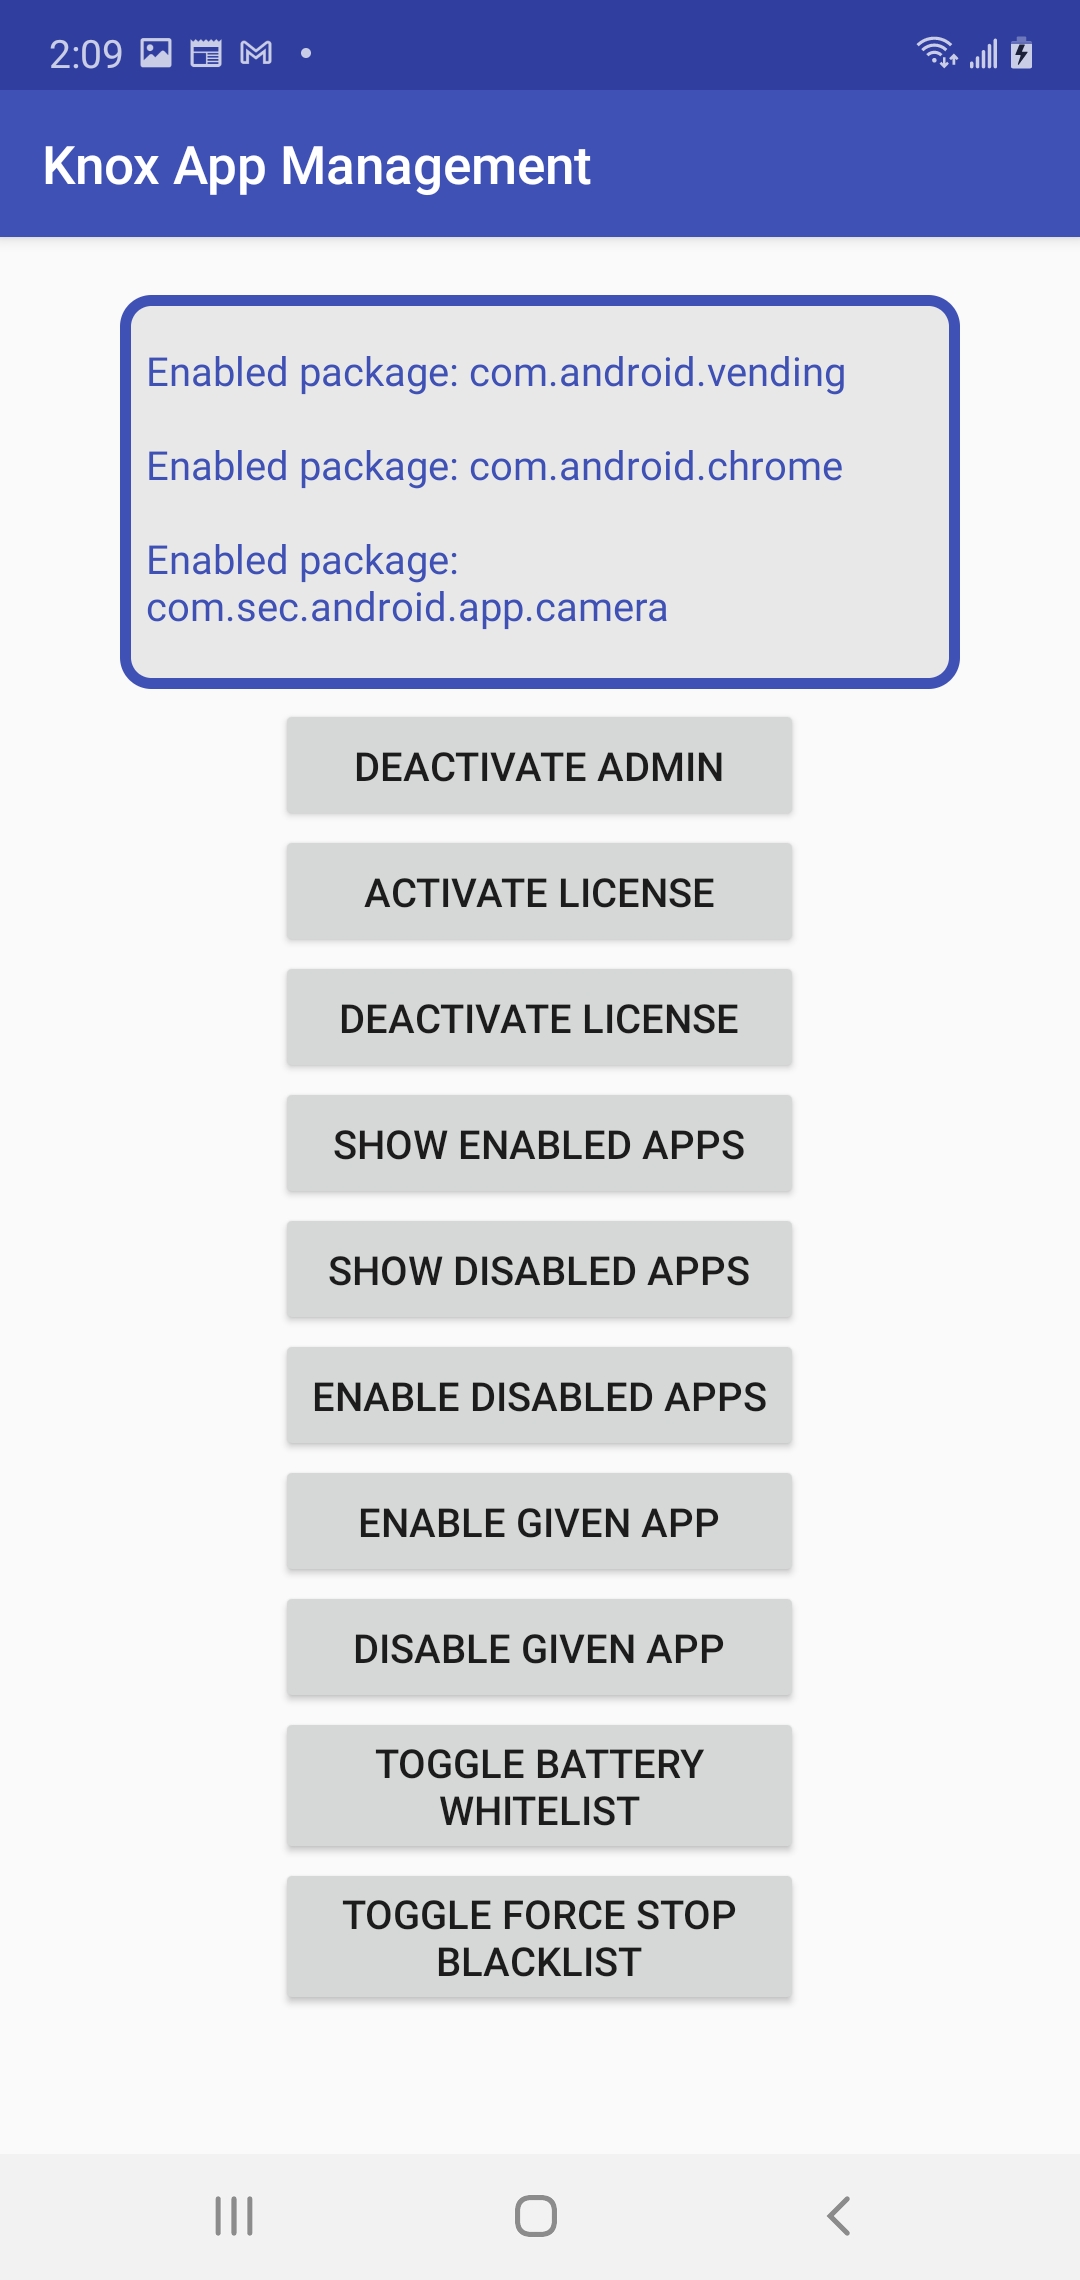 2:09
Knox App Management
Enabled package: com.android.vending
Enabled package: com.android.chrome
Enabled package:
com.sec.android.app.camera
DEACTIVATE ADMIN
ACTIVATE LICENSE
DEACTIVATE LICENSE
SHOW ENABLED APPS
SHOW DISABLED APPS
ENABLE DISABLED APPS
ENABLE GIVEN APP
DISABLE GIVEN APP
TOGGLE BATTERY
WHITELIST
TOGGLE FORCE STOP
BLACKLIST